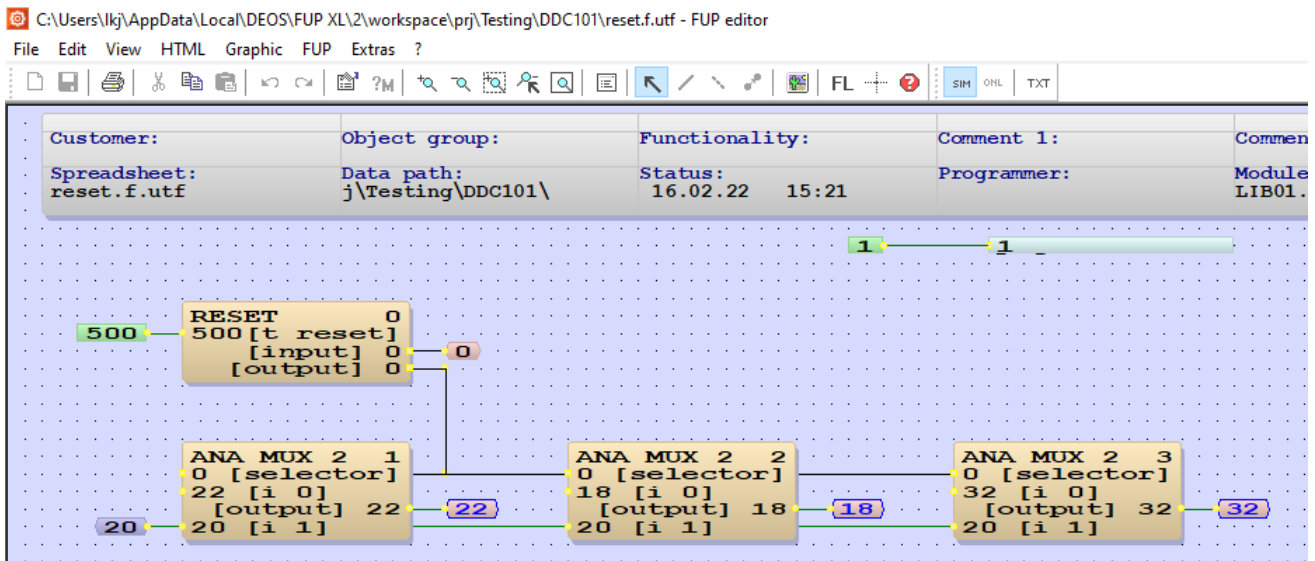 C:\Users\lkj\AppData\Local\DEOS\FUP XL\2\workspace\prj\Testing\DDC101\reset.f.utf - FUP editor
File Edit View HTML Graphic FUP Extras ?
?M FL SIM ONL TXT
Customer: Object group: Functionality: Comment 1: Commen
Spreadsheet: Data path: Status: Programmer: Module
reset.f.utf j\Testing\DDC101\ 16.02.22 15:21 LIB01.
1 1
RESET 0
500 500[t reset]
[input] 0 0
[output] 0
ANA MUX 2 1 ANA MUX 2 2 ANA MUX 2 3
0 [selector] 0 [selector] 0 [selector]
22 [i 0] 18 [i 0] 32 [i 0]
[output] 22 22 [output] 18 18 [output] 32 32
20 20 [i 1] 20 [i 1] 20 [i 1]